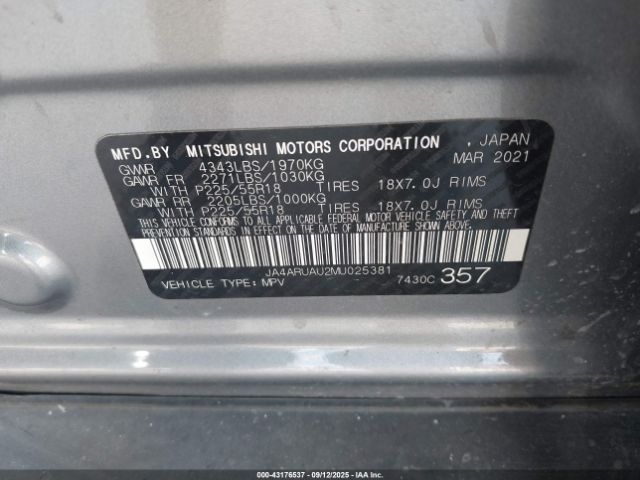 MFD.BY MITSUBISHI MOTORS CORPORATION , JAPAN
GVWR 4343LBS/1970KG MAR 2021
GAWR FR 2271LBS/1030KG
WITH P225/55R18 TIRES 18X7.0J RIMS
GAWR RR 2205LBS/1000KG
WITH P225/55R18 TIRES 18X7.0J RIMS
THIS VEHICLE CONFORMS TO ALL APPLICABLE FEDERAL MOTOR VEHICLE SAFETY AND THEFT
PREVENTION STANDARDS IN EFFECT ON THE DATE OF MANUFACTURE SHOWN ABOVE.
JA4ARUAU2MU025381
VEHICLE TYPE: MPV 7430C 357
000-43176537 - 09/12/2025 - iaai.com